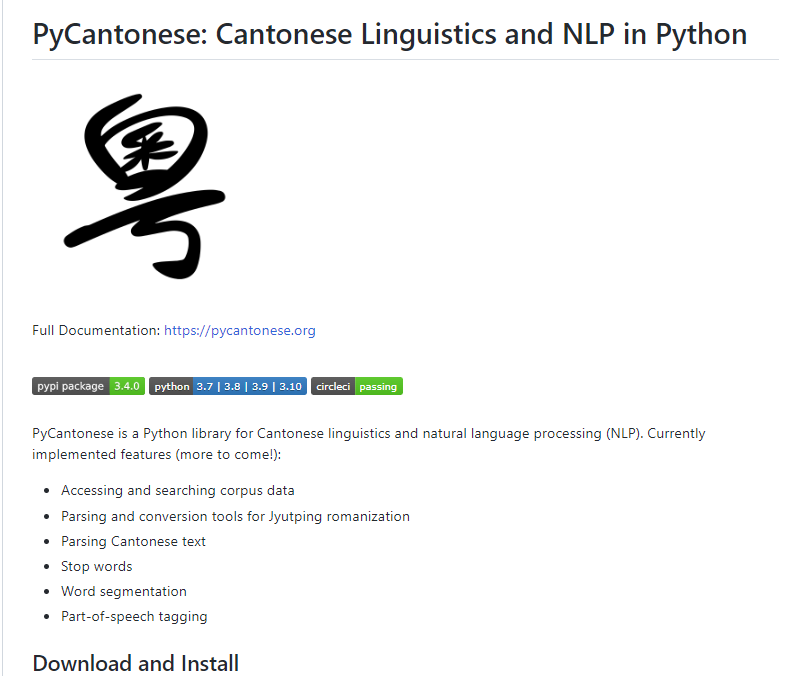 PyCantonese: Cantonese Linguistics and NLP in Python
粤
Full Documentation: https://pycantonese.org
pypi package 3.4.0 python 3.7 | 3.8 | 3.9 | 3.10 circleci passing
PyCantonese is a Python library for Cantonese linguistics and natural language processing (NLP). Currently
implemented features (more to come!):
Accessing and searching corpus data
Parsing and conversion tools for Jyutping romanization
Parsing Cantonese text
Stop words
Word segmentation
Part-of-speech tagging
Download and Install